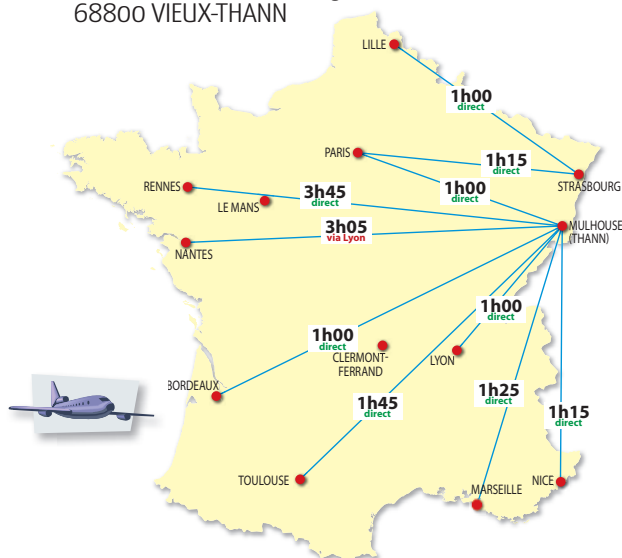 68800 VIEUX-THANN
LILLE
1h00
direct
PARIS
1h15
direct
STRASBOURG
RENNES
3h45
direct
1h00
direct
LE MANS
MULHOUSE
(THANN)
3h05
via Lyon
NANTES
1h00
direct
1h00
direct
CLERMONT-
FERRAND
LYON
BORDEAUX
1h45
direct
1h25
direct
1h15
direct
TOULOUSE
MARSEILLE
NICE